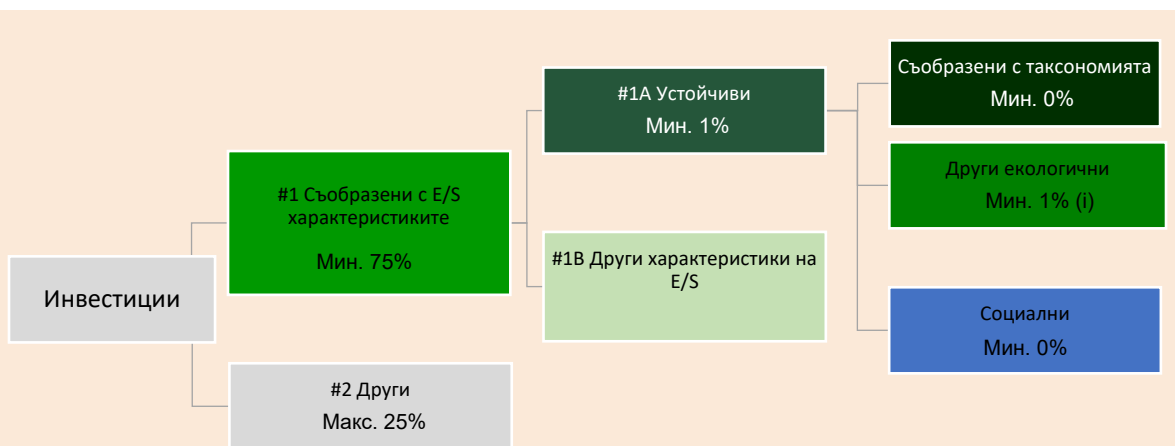 Инвестиции
#1 Съобразени с E/S
характеристиките
Мин. 75%
#2 Други
Макс. 25%
#1A Устойчиви
Мин. 1%
#1B Други характеристики на
E/S
Съобразени с таксономията
Мин. 0%
Други екологични
Мин. 1% (i)
Социални
Мин. 0%